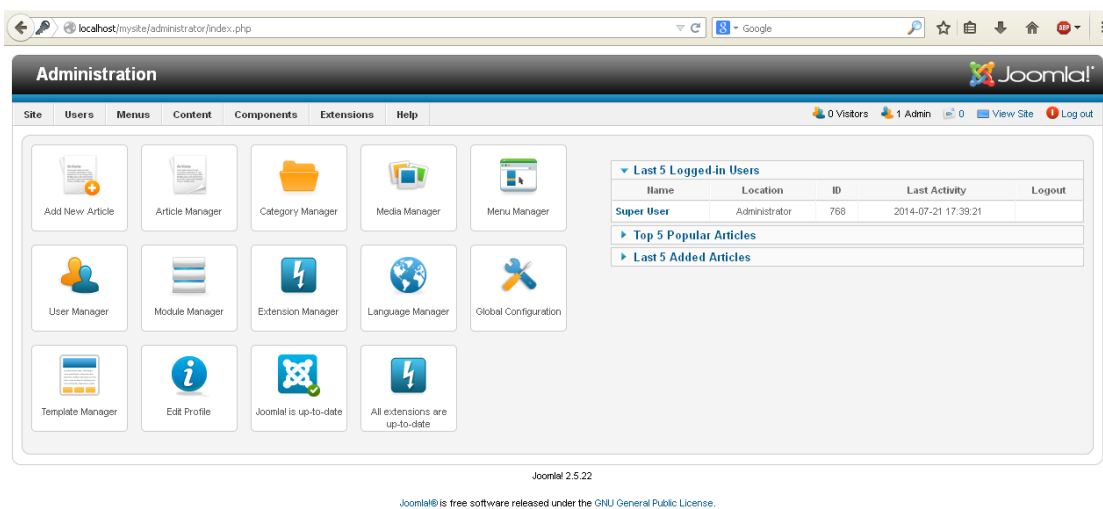 localhost/mysite/administrator/index.php
Google
Administration
Joomla!
Site Users Menus Content Components Extensions Help 0 Visitors 1 Admin 0 View Site Log out
Add New Article Article Manager Category Manager Media Manager Menu Manager
User Manager Module Manager Extension Manager Language Manager Global Configuration
Template Manager Edit Profile Joomla! is up-to-date All extensions are
up-to-date
Last 5 Logged-in Users
Name Location ID Last Activity Logout
Super User Administrator 768 2014-07-21 17:39:21
Top 5 Popular Articles
Last 5 Added Articles
Joomla! 2.5.22
Joomla!® is free software released under the GNU General Public License.